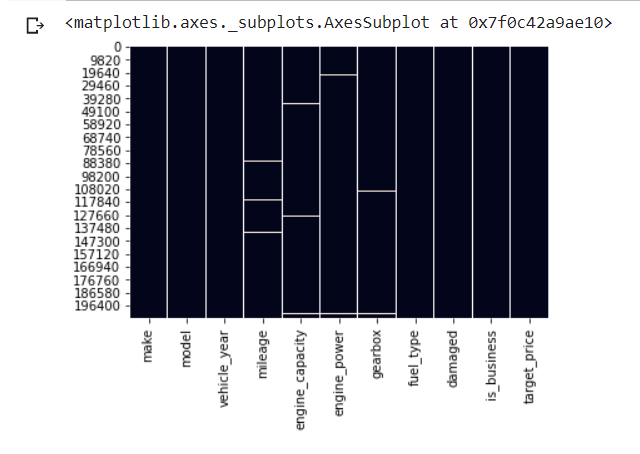 <matplotlib.axes._subplots.AxesSubplot at 0x7f0c42a9ae10>
0
9820
19640
29460
39280
49100
58920
68740
78560
88380
98200
108020
117840
127660
137480
147300
157120
166940
176760
186580
196400
make
model
vehicle_year
mileage
engine_capacity
engine_power
gearbox
fuel_type
damaged
is_business
target_price